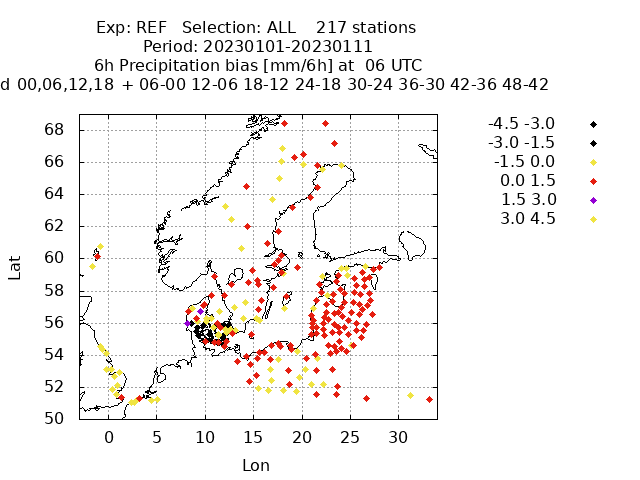 Exp: REF Selection: ALL 217 stations
Period: 20230101-20230111
6h Precipitation bias [mm/6h] at 06 UTC
d 00,06,12,18 + 06-00 12-06 18-12 24-18 30-24 36-30 42-36 48-42
-4.5 -3.0
-3.0 -1.5
-1.5 0.0
0.0 1.5
1.5 3.0
3.0 4.5
68
66
64
62
60
58
56
54
52
50
Lat
0 5 10 15 20 25 30
Lon